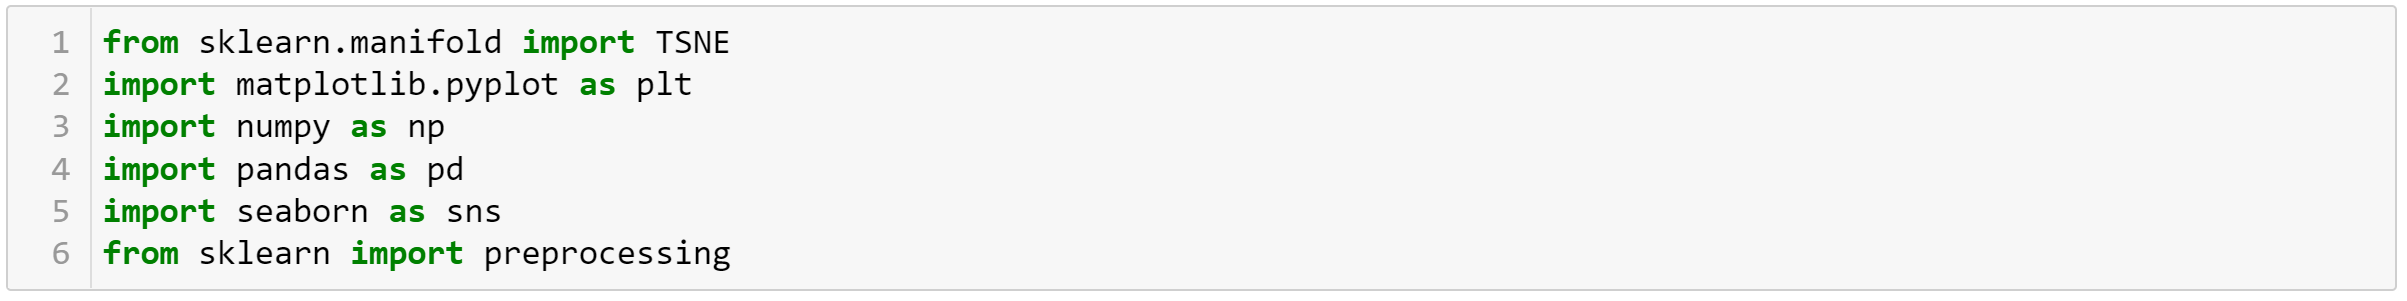 1 from sklearn.manifold import TSNE
2 import matplotlib.pyplot as plt
3 import numpy as np
4 import pandas as pd
5 import seaborn as sns
6 from sklearn import preprocessing